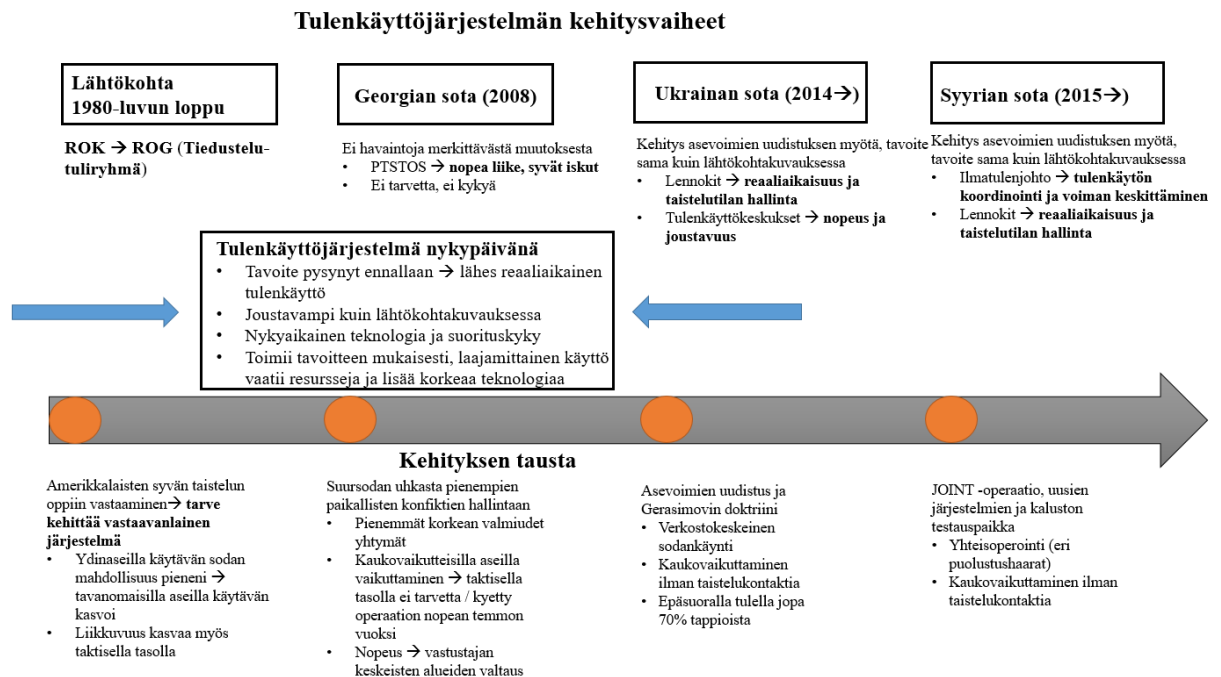 Tulenkäyttöjärjestelmän kehitysvaiheet
Lähtökohta
1980-luvun loppu
ROK → ROG (Tiedustelu-
tuliryhmä)
Georgian sota (2008)
Ei havaintoja merkittävästä muutoksesta
• PTSTOS → nopea liike, syvät iskut
• Ei tarvetta, ei kykyä
Ukrainan sota (2014→)
Kehitys asevoimien uudistuksen myötä, tavoite
sama kuin lähtökohtakuvauksessa
• Lennokit → reaaliaikaisuus ja
taistelutilan hallinta
• Tulenkäyttökeskukset → nopeus ja
joustavuus
Syyrian sota (2015→)
Kehitys asevoimien uudistuksen myötä,
tavoite sama kuin lähtökohtakuvauksessa
• Ilmatulenjohto → tulenkäytön
koordinointi ja voiman keskittäminen
• Lennokit → reaaliaikaisuus ja
taistelutilan hallinta
Tulenkäyttöjärjestelmä nykypäivänä
• Tavoite pysynyt ennallaan → lähes reaaliaikainen
tulenkäyttö
• Joustavampi kuin lähtökohtakuvauksessa
• Nykyaikainen teknologia ja suorituskyky
• Toimii tavoitteen mukaisesti, laajamittainen käyttö
vaatii resursseja ja lisää korkeaa teknologiaa
Kehityksen tausta
Amerikkalaisten syvän taistelun
oppiin vastaaminen→ tarve
kehittää vastaavanlainen
järjestelmä
• Ydinaseilla käytävän sodan
mahdollisuus pieneni →
tavanomaisilla aseilla käytävän
kasvoi
• Liikkuvuus kasvaa myös
taktisella tasolla
Suursodan uhkasta pienempien
paikallisten konfiktien hallintaan
• Pienemmät korkean valmiudet
yhtymät
• Kaukovaikutteisilla aseilla
vaikuttaminen → taktisella
tasolla ei tarvetta / kyetty
operaation nopean temmon
vuoksi
• Nopeus → vastustajan
keskeisten alueiden valtaus
Asevoimien uudistus ja
Gerasimovin doktriini
• Verkostokeskeinen
sodankäynti
• Kaukovaikuttaminen
ilman taistelukontaktia
• Epäsuoralla tulella jopa
70% tappioista
JOINT -operaatio, uusien
järjestelmien ja kaluston
testauspaikka
• Yhteisoperointi (eri
puolustushaarat)
• Kaukovaikuttaminen ilman
taistelukontaktia